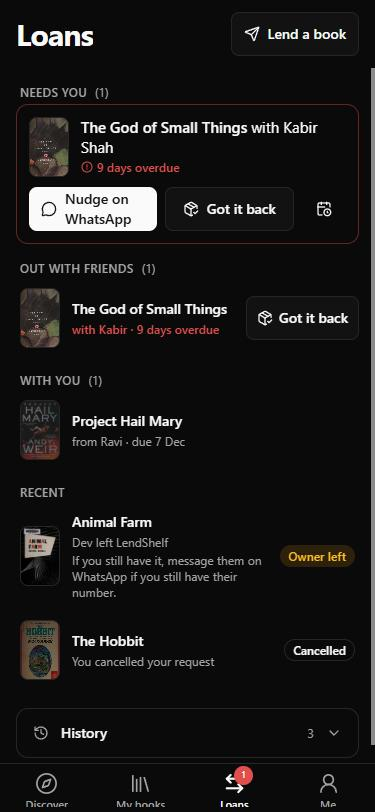 Loans
Lend a book
NEEDS YOU (1)
The God of Small Things with Kabir
Shah
9 days overdue
Nudge on
WhatsApp
Got it back
OUT WITH FRIENDS (1)
The God of Small Things
with Kabir · 9 days overdue
Got it back
WITH YOU (1)
HAIL
MARY
ANDY
WEIR
Project Hail Mary
from Ravi · due 7 Dec
RECENT
ANIMAL
FARM
Animal Farm
Dev left LendShelf
If you still have it, message them on
WhatsApp if you still have their
number.
Owner left
HOBBIT
The Hobbit
You cancelled your request
Cancelled
History
3
1
Discover
My books
Loans
Me